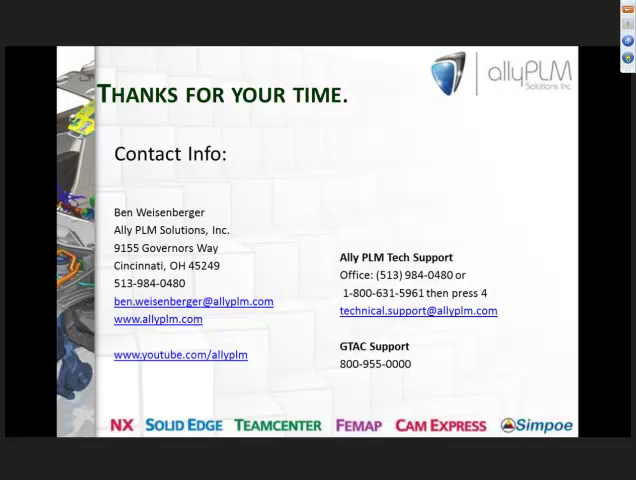 allyPLM
Solutions Inc
THANKS FOR YOUR TIME.
Contact Info:
Ben Weisenberger
Ally PLM Solutions, Inc.
9155 Governors Way
Cincinnati, OH 45249
513-984-0480
ben.weisenberger@allyplm.com
www.allyplm.com
www.youtube.com/allyplm
Ally PLM Tech Support
Office: (513) 984-0480 or
1-800-631-5961 then press 4
technical.support@allyplm.com
GTAC Support
800-955-0000
NX SOLID EDGE TEAMCENTER FEMAP CAM EXPRESS Simpoe